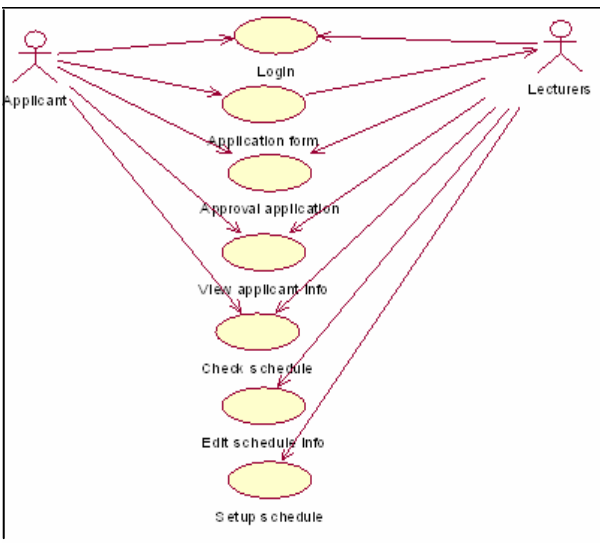 Login
Applicant
Lecturers
Application form
Approval application
View applicant info
Check schedule
Edit schedule info
Setup schedule